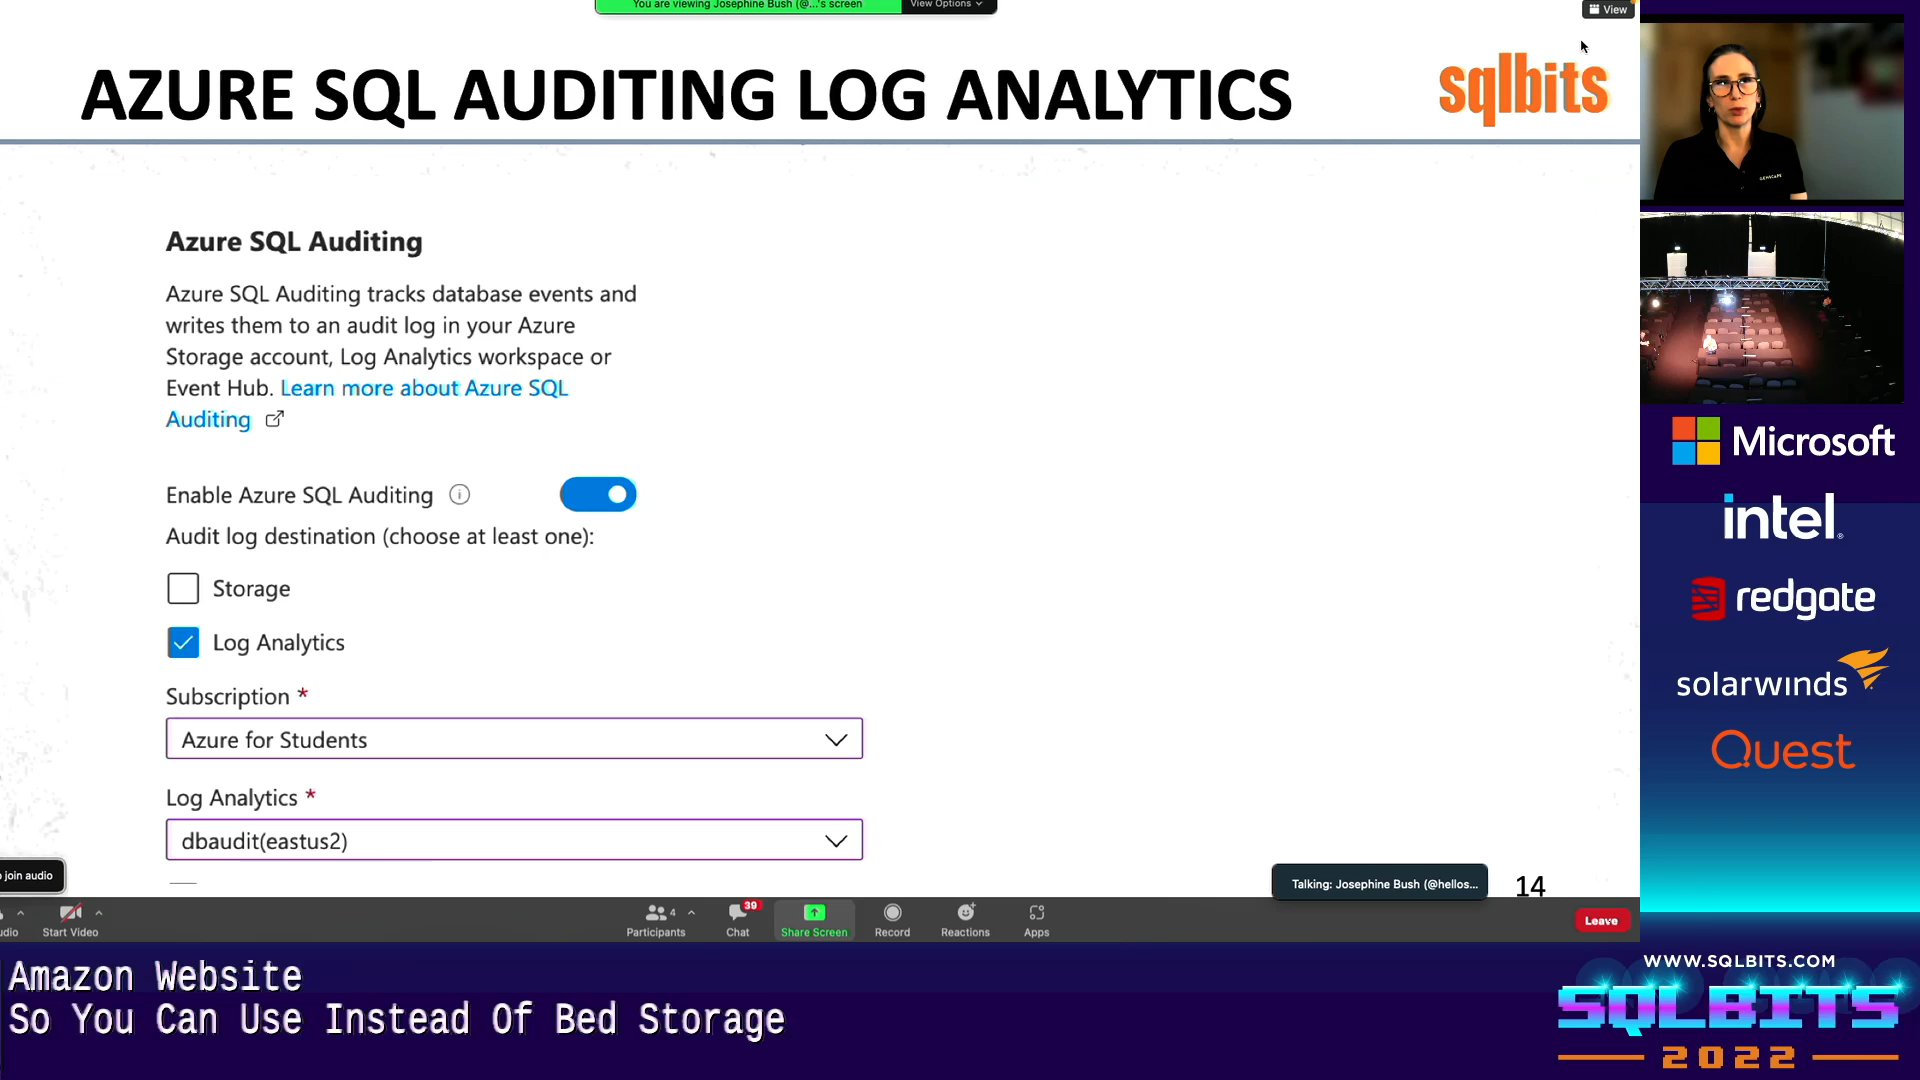 You are viewing Josephine Bush (@...'s screen
View Options
View
AZURE SQL AUDITING LOG ANALYTICS
sqlbits
Azure SQL Auditing
Azure SQL Auditing tracks database events and
writes them to an audit log in your Azure
Storage account, Log Analytics workspace or
Event Hub. Learn more about Azure SQL
Auditing
Enable Azure SQL Auditing
Audit log destination (choose at least one):
Storage
Log Analytics
Subscription *
Azure for Students
Log Analytics *
dbaudit(eastus2)
join audio
Talking: Josephine Bush (@hellos...
14
Start Video
4
Participants
39
Chat
Share Screen
Record
Reactions
Apps
Leave
Microsoft
intel
redgate
solarwinds
Quest
Amazon Website
So You Can Use Instead Of Bed Storage
WWW.SQLBITS.COM
SQLBITS
2022